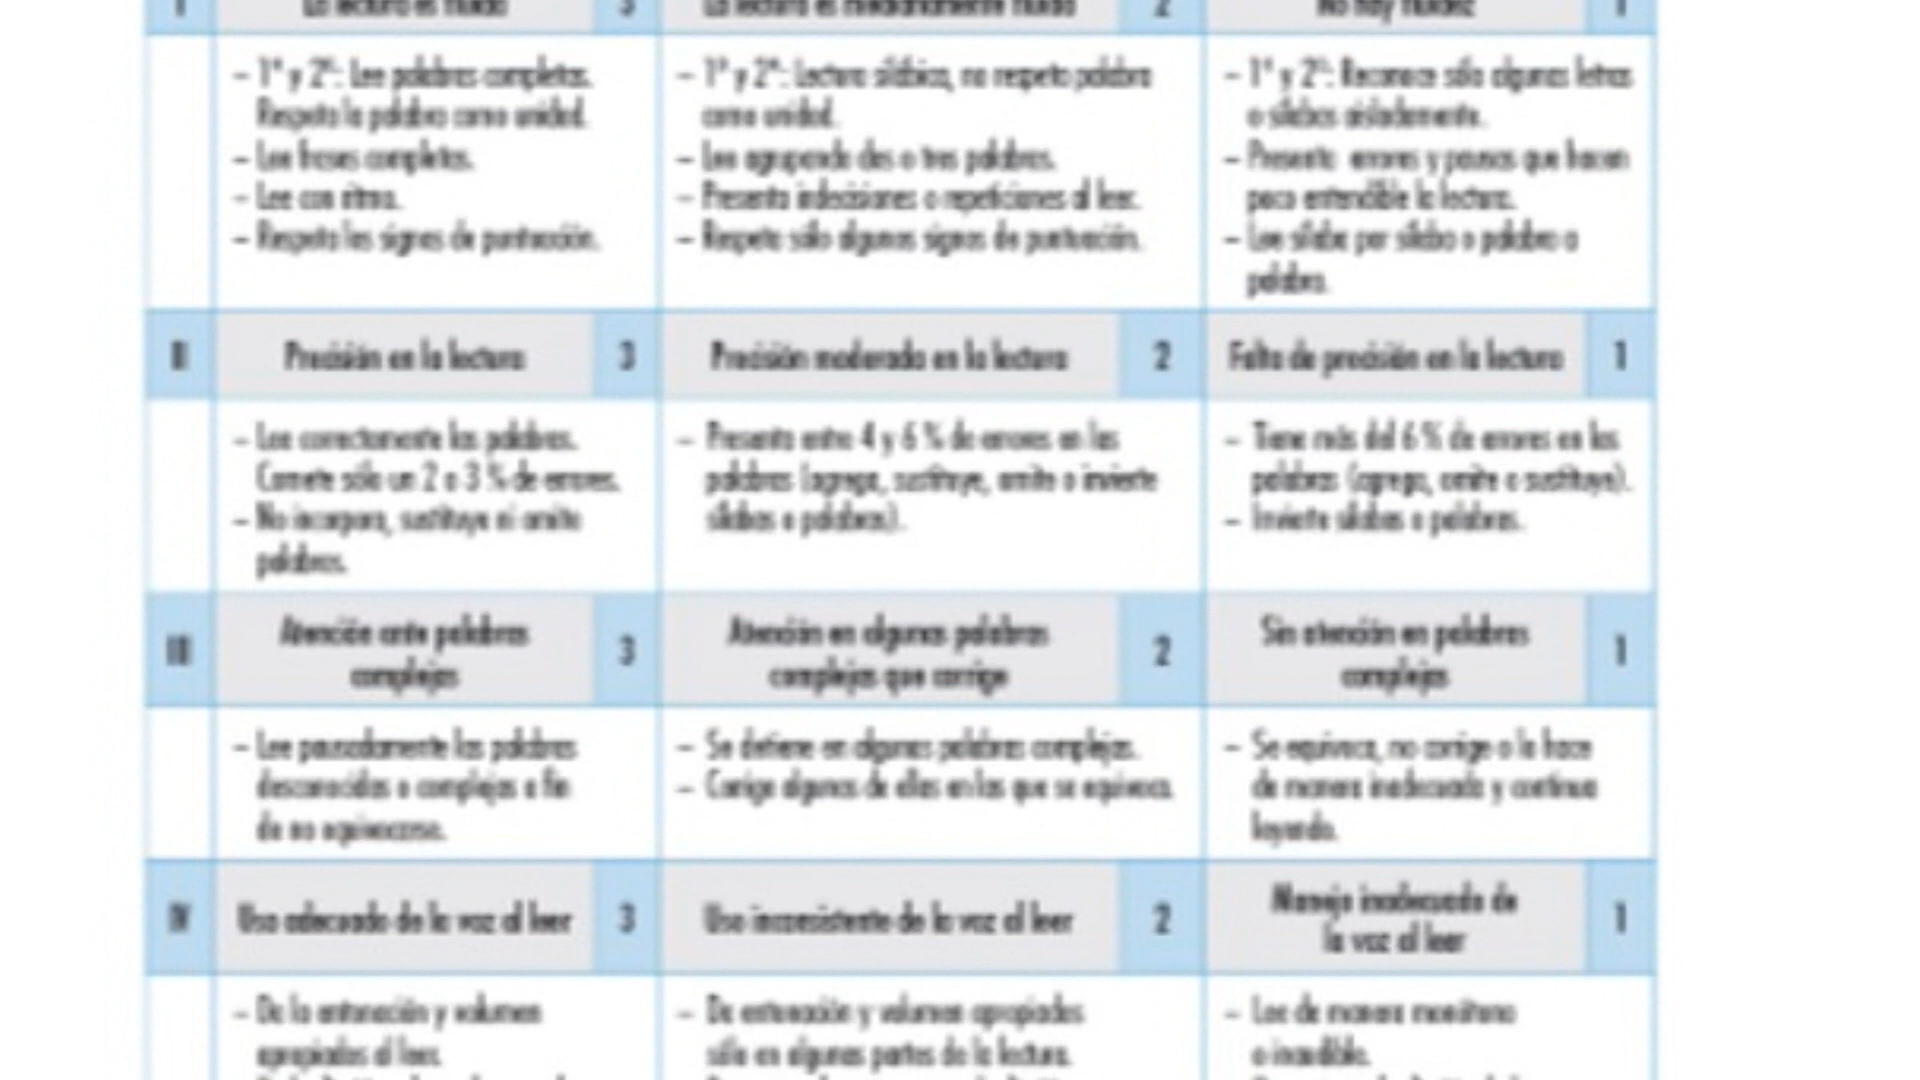 I La lectura es fluida 3 La lectura es medianamente fluida 2 No hay fluidez 1
– 1° y 2°: Lee palabras completas.
Respeta la palabra como unidad.
– Lee frases completas.
– Lee con ritmo.
– Respeta los signos de puntuación.
– 1° y 2°: Lectura silábica, no respeta palabra
como unidad.
– Lee agrupando dos o tres palabras.
– Presenta indecisiones o repeticiones al leer.
– Respeta sólo algunos signos de puntuación.
– 1° y 2°: Reconoce sólo algunas letras
o sílabas aisladamente.
– Presenta errores y pausas que hacen
poco entendible la lectura.
– Lee sílaba por sílaba o palabra a
palabra.
II Precisión en la lectura 3 Precisión moderada en la lectura 2 Falta de precisión en la lectura 1
– Lee correctamente las palabras.
Comete sólo un 2 o 3 % de errores.
– No incorpora, sustituye ni omite
palabras.
– Presenta entre 4 y 6 % de errores en las
palabras (agrega, sustituye, omite o invierte
sílabas o palabras).
– Tiene más del 6 % de errores en las
palabras (agrega, omite o sustituye).
– Invierte sílabas o palabras.
III Atención ante palabras
complejas 3
Atención en algunas palabras
complejas que corrige 2
Sin atención en palabras
complejas 1
– Lee pausadamente las palabras
desconocidas o complejas a fin
de no equivocarse.
– Se detiene en algunas palabras complejas.
– Corrige algunas de ellas en las que se equivoca.
– Se equivoca, no corrige o lo hace
de manera inadecuada y continua
leyendo.
IV Uso adecuado de la voz al leer 3 Uso inconsistente de la voz al leer 2 Manejo inadecuado de
la voz al leer 1
– Da la entonación y volumen
apropiados al leer.
– Da entonación y volumen apropiados
sólo en algunas partes de la lectura.
– Lee de manera monótona
o inaudible.